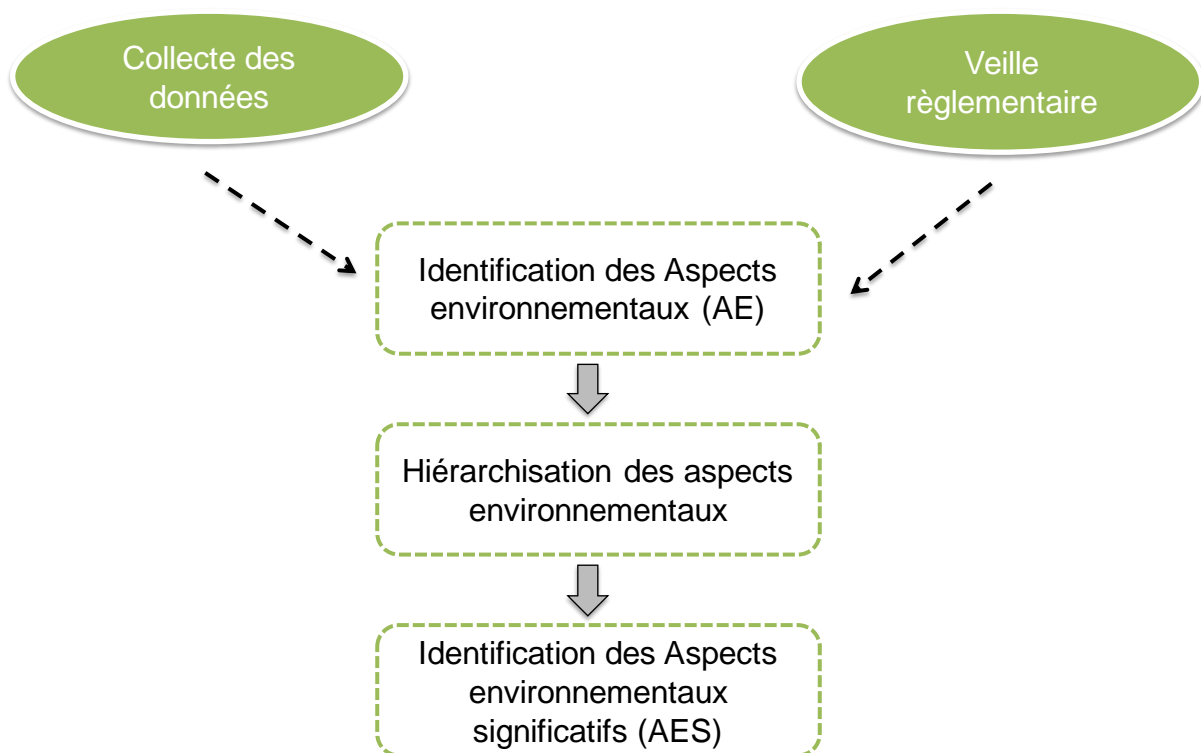 Collecte des
données
Veille
règlementaire
Identification des Aspects
environnementaux (AE)
Hiérarchisation des aspects
environnementaux
Identification des Aspects
environnementaux
significatifs (AES)